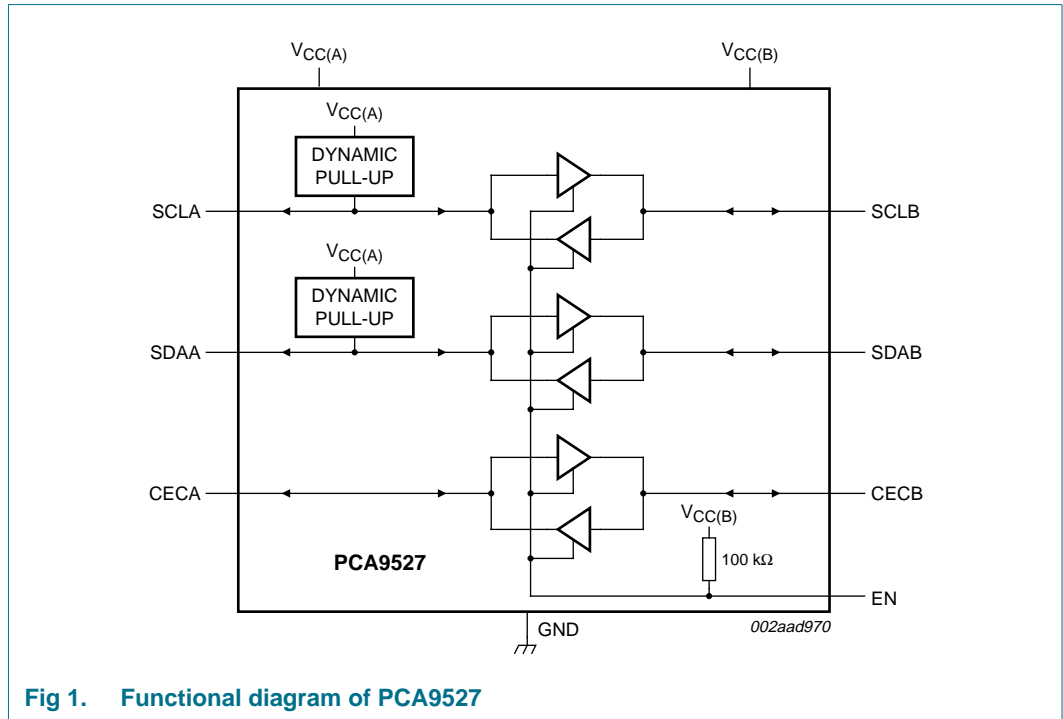 VCC(A)
VCC(B)
VCC(A)
DYNAMIC
PULL-UP
SCLA
SCLB
VCC(A)
DYNAMIC
PULL-UP
SDAA
SDAB
CECA
CECB
VCC(B)
100 kΩ
PCA9527
EN
GND
002aad970
Fig 1. Functional diagram of PCA9527